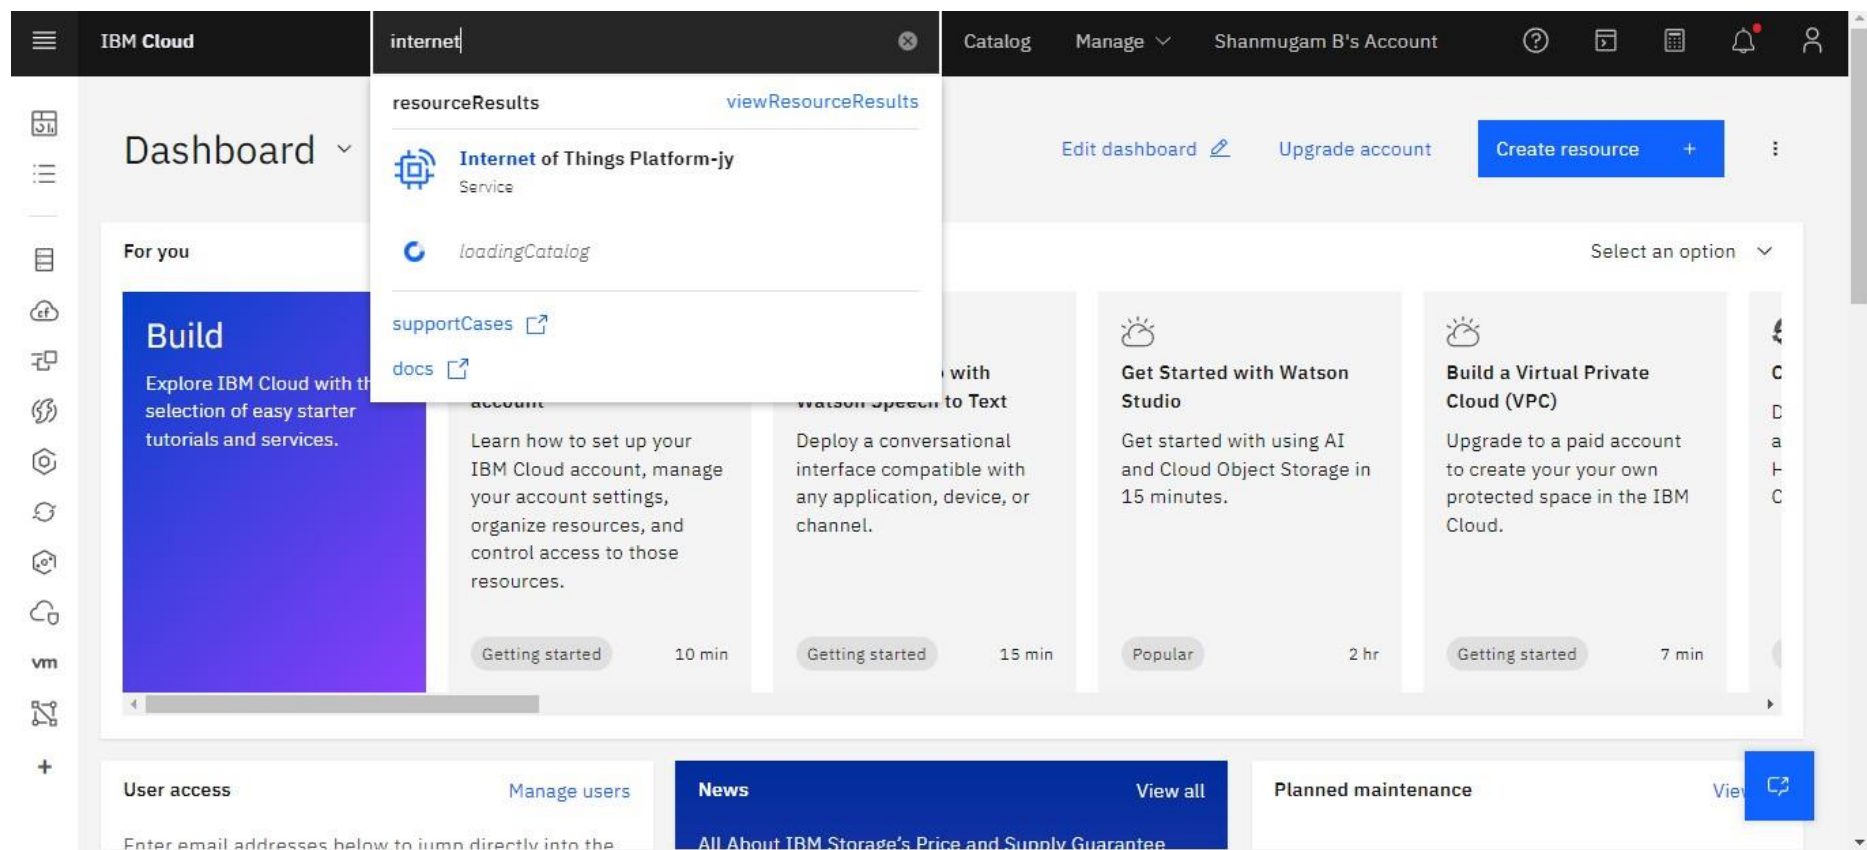 IBM Cloud
internet
Catalog
Manage
Shanmugam B's Account
resourceResults
viewResourceResults
Internet of Things Platform-jy
Service
loadingCatalog
supportCases
docs
Dashboard
Edit dashboard
Upgrade account
Create resource +
For you
Select an option
Build
Explore IBM Cloud with
selection of easy starter
tutorials and services.
account
Learn how to set up your
IBM Cloud account, manage
your account settings,
organize resources, and
control access to those
resources.
Getting started
10 min
with
Watson Speech to Text
Deploy a conversational
interface compatible with
any application, device, or
channel.
Getting started
15 min
Get Started with Watson
Studio
Get started with using AI
and Cloud Object Storage in
15 minutes.
Popular
2 hr
Build a Virtual Private
Cloud (VPC)
Upgrade to a paid account
to create your your own
protected space in the IBM
Cloud.
Getting started
7 min
cf
vm
User access
Manage users
Enter email addresses below to jump directly into the
News
View all
All About IBM Storage's Price and Supply Guarantee
Planned maintenance